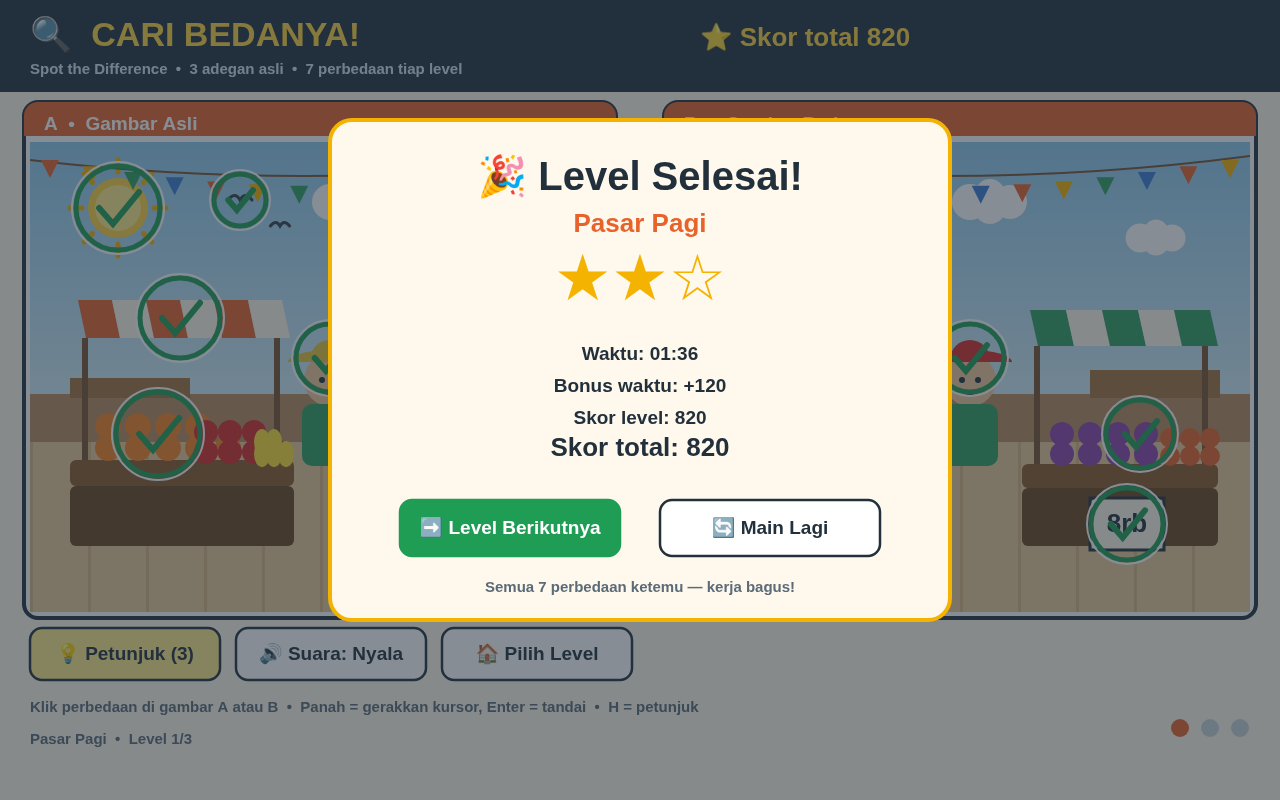 🔍 CARI BEDANYA!
⭐ Skor total 820
Spot the Difference • 3 adegan asli • 7 perbedaan tiap level
A • Gambar Asli
🎉 Level Selesai!
Pasar Pagi
★★☆
Waktu: 01:36
Bonus waktu: +120
Skor level: 820
Skor total: 820
➡️ Level Berikutnya
🔄 Main Lagi
Semua 7 perbedaan ketemu — kerja bagus!
8rb
💡 Petunjuk (3)
🔊 Suara: Nyala
🏠 Pilih Level
Klik perbedaan di gambar A atau B • Panah = gerakkan kursor, Enter = tandai • H = petunjuk
Pasar Pagi • Level 1/3